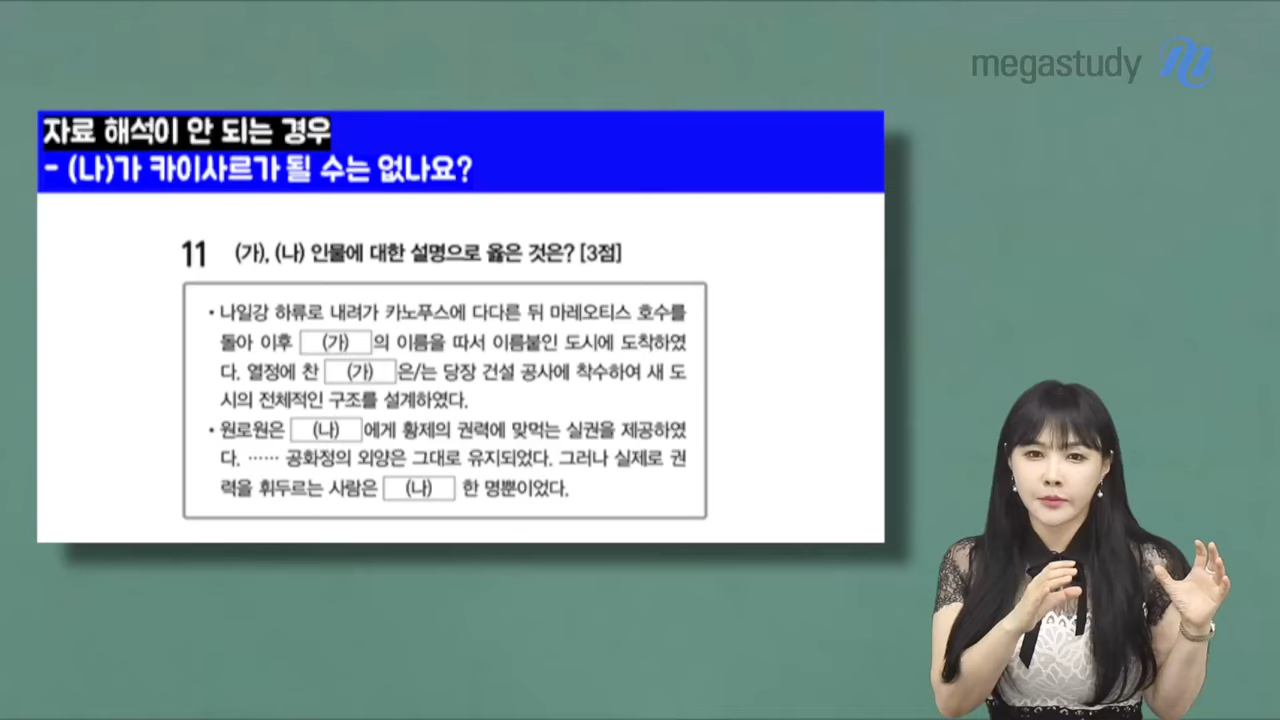 megastudy
자료 해석이 안 되는 경우
- (나)가 카이사르가 될 수는 없나요?
11 (가), (나) 인물에 대한 설명으로 옳은 것은? [3점]
• 나일강 하류로 내려가 카노푸스에 다다른 뒤 마레오티스 호수를
돌아 이후 (가) 의 이름을 따서 이름붙인 도시에 도착하였
다. 열정에 찬 (가) 은/는 당장 건설 공사에 착수하여 새 도
시의 전체적인 구조를 설계하였다.
• 원로원은 (나) 에게 황제의 권력에 맞먹는 실권을 제공하였
다. …… 공화정의 외양은 그대로 유지되었다. 그러나 실제로 권
력을 휘두르는 사람은 (나) 한 명뿐이었다.